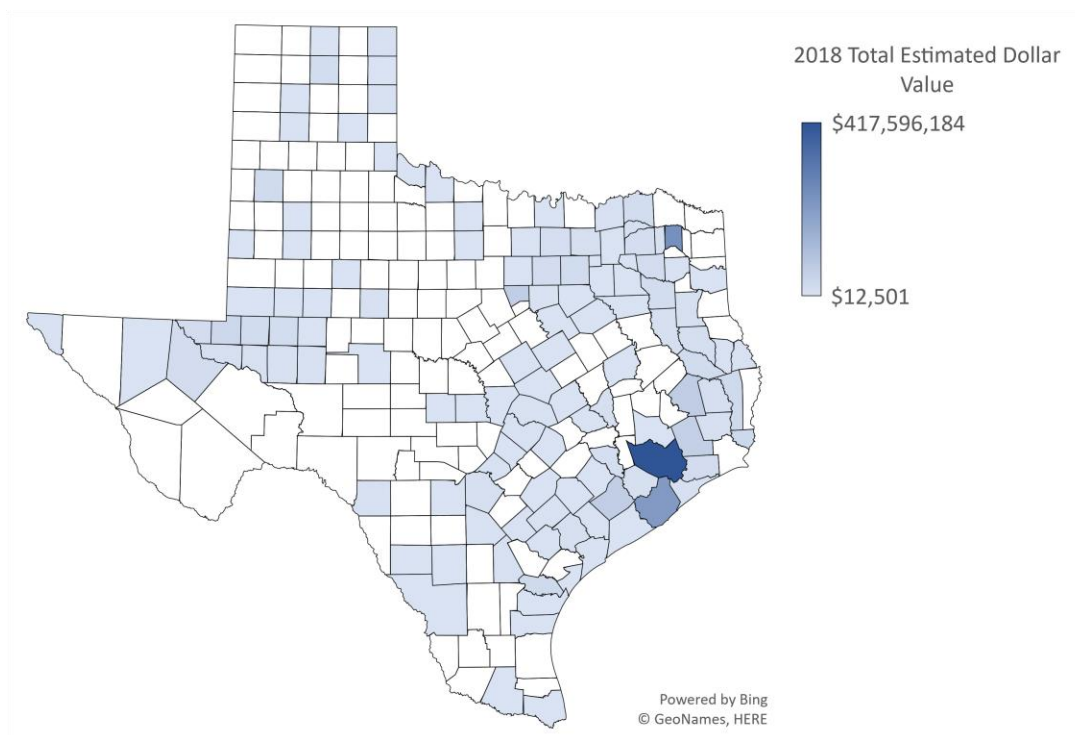 2018 Total Estimated Dollar
Value
$417,596,184
$12,501
Powered by Bing
© GeoNames, HERE